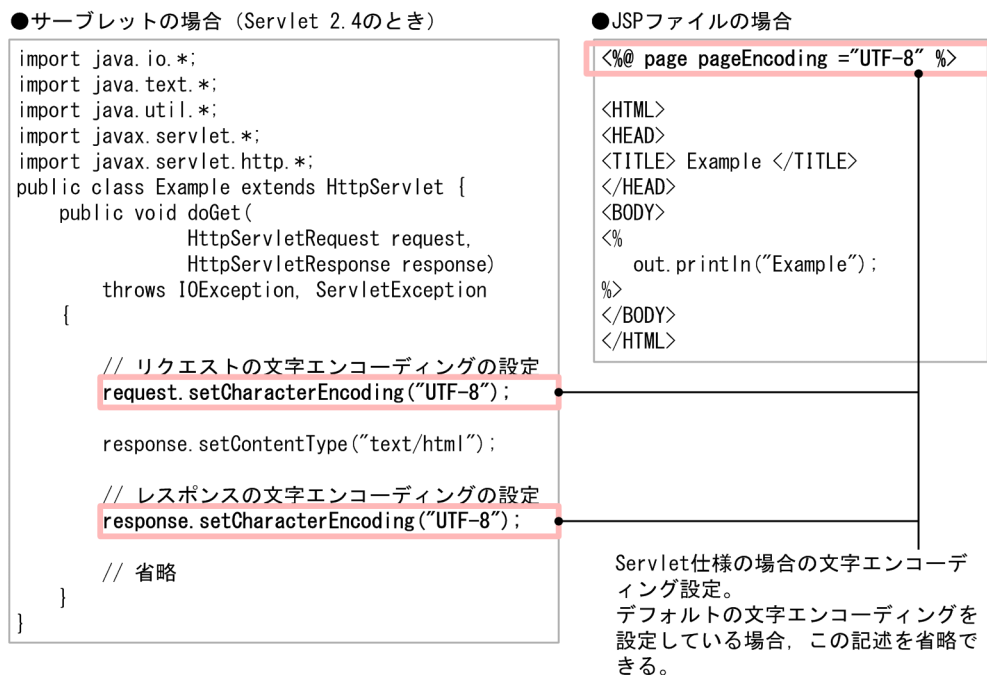 ●サーブレットの場合（Servlet 2.4のとき）
import java.io.*;
import java.text.*;
import java.util.*;
import javax.servlet.*;
import javax.servlet.http.*;
public class Example extends HttpServlet {
    public void doGet(
                HttpServletRequest request,
                HttpServletResponse response)
        throws IOException, ServletException
    {
        // リクエストの文字エンコーディングの設定
        request.setCharacterEncoding("UTF-8");
        response.setContentType("text/html");
        // レスポンスの文字エンコーディングの設定
        response.setCharacterEncoding("UTF-8");
        // 省略
    }
}
●JSPファイルの場合
<%@ page pageEncoding ="UTF-8" %>
<HTML>
<HEAD>
<TITLE> Example </TITLE>
</HEAD>
<BODY>
<%
   out.println("Example");
%>
</BODY>
</HTML>
Servlet仕様の場合の文字エンコーデ
ィング設定。
デフォルトの文字エンコーディングを
設定している場合，この記述を省略で
きる。